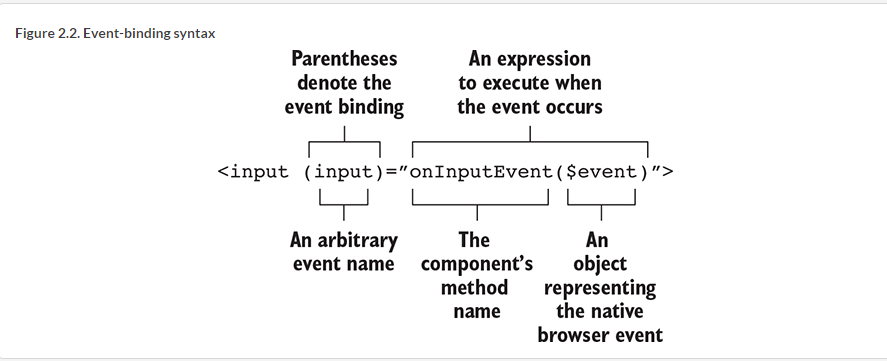 Figure 2.2. Event-binding syntax
Parentheses
denote the
event binding
An expression
to execute when
the event occurs
<input (input)="onInputEvent($event)">
An arbitrary
event name
The
component's
method
name
An
object
representing
the native
browser event